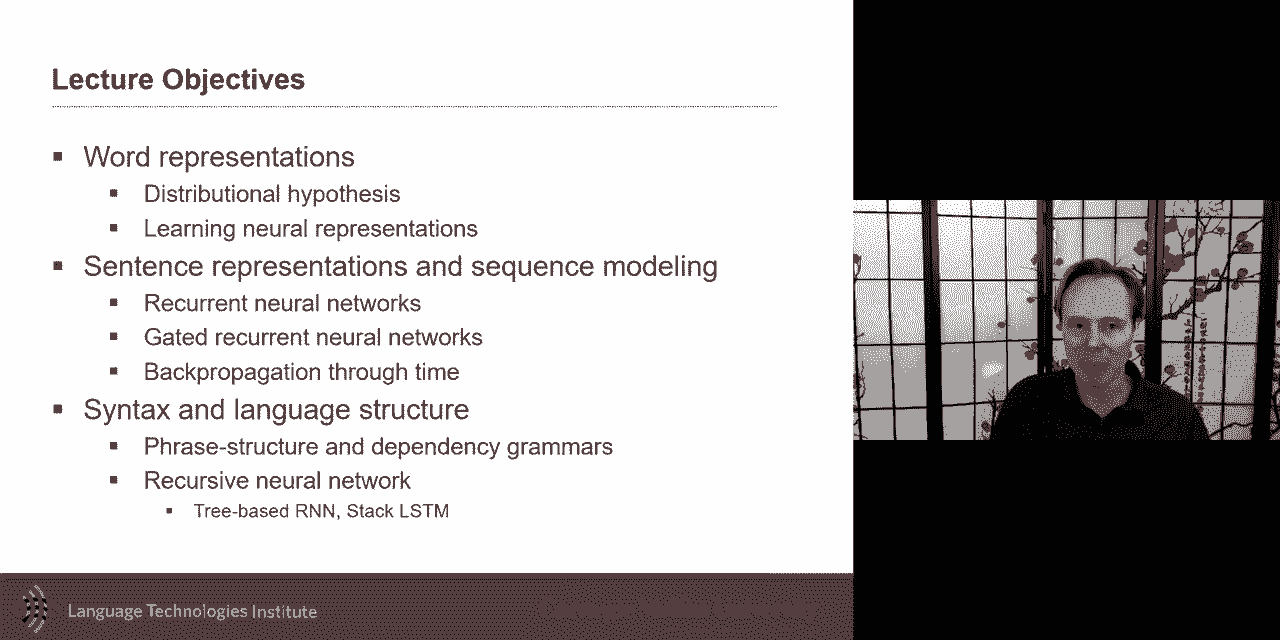 Lecture Objectives
▪ Word representations
▪ Distributional hypothesis
▪ Learning neural representations
▪ Sentence representations and sequence modeling
▪ Recurrent neural networks
▪ Gated recurrent neural networks
▪ Backpropagation through time
▪ Syntax and language structure
▪ Phrase-structure and dependency grammars
▪ Recursive neural network
▪ Tree-based RNN, Stack LSTM
Language Technologies Institute